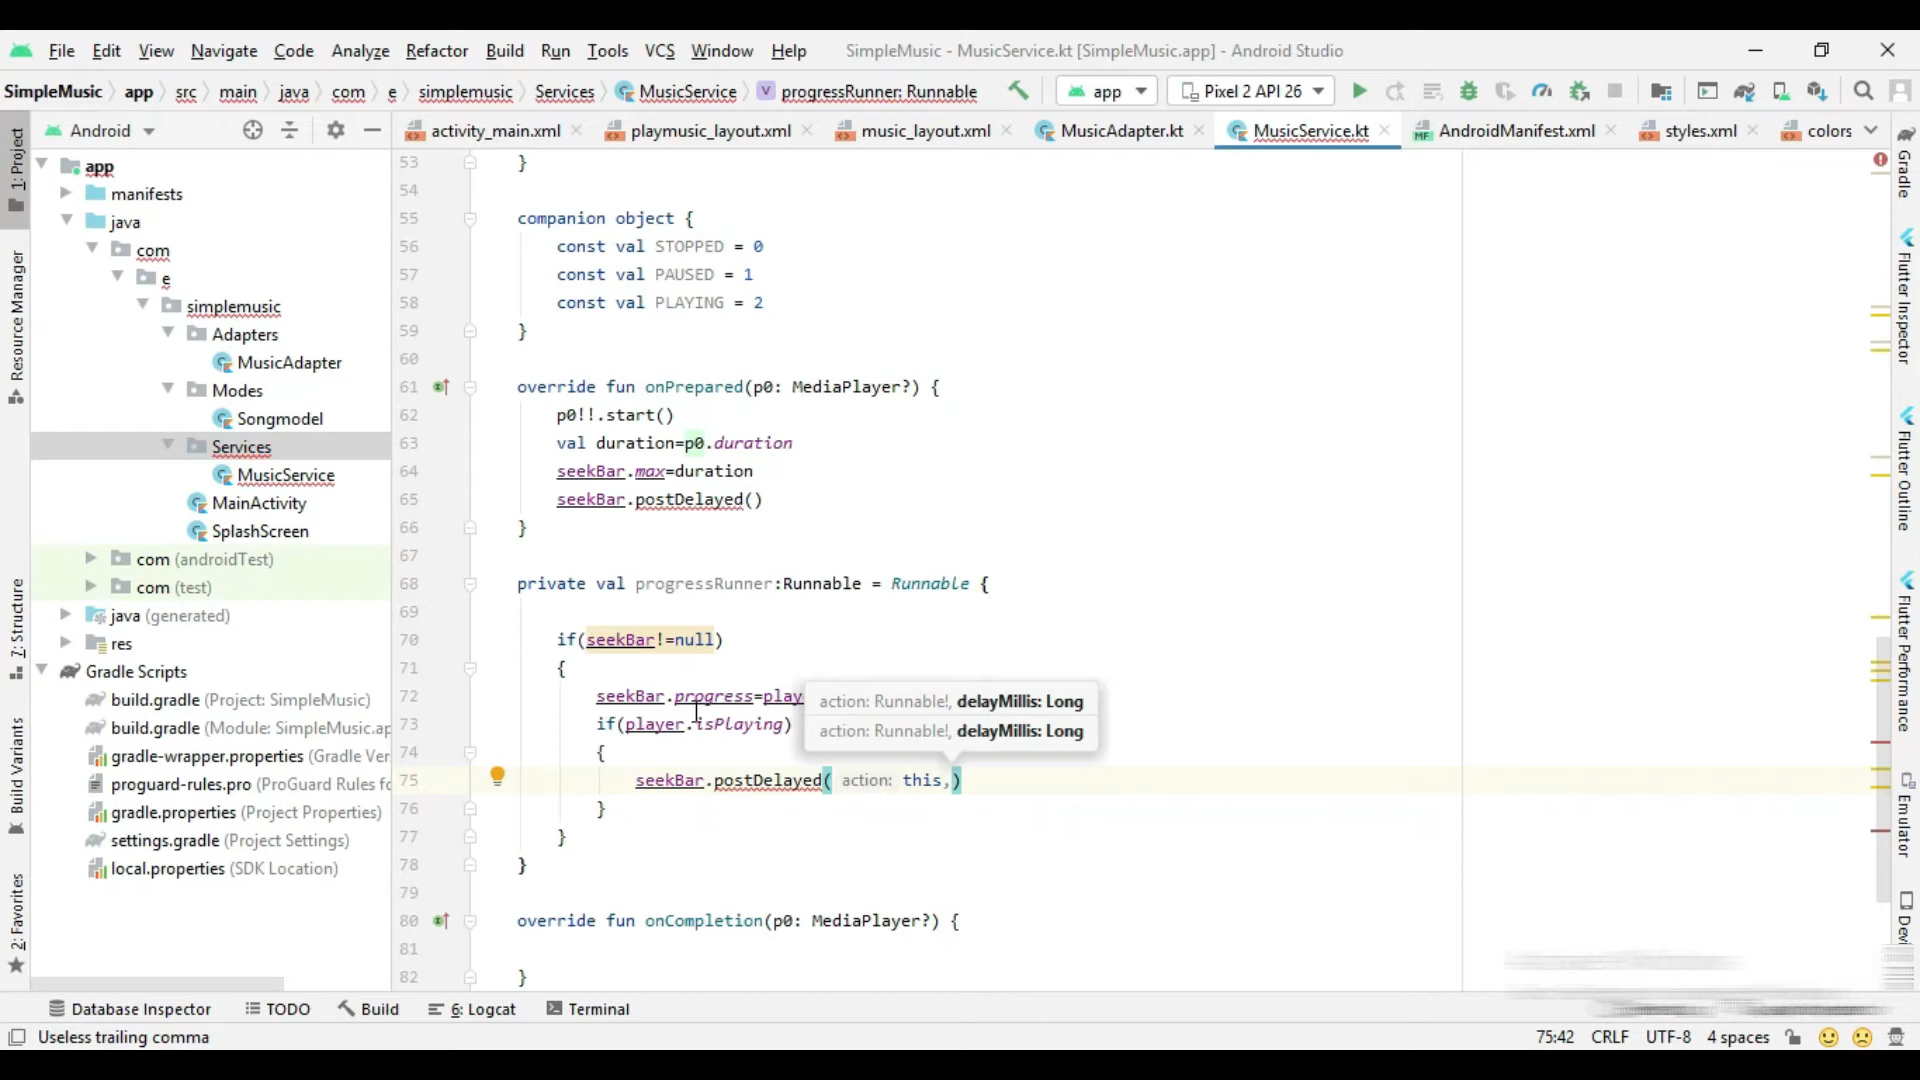 File Edit View Navigate Code Analyze Refactor Build Run Tools VCS Window Help SimpleMusic - MusicService.kt [SimpleMusic.app] - Android Studio
SimpleMusic app src main java com e simplemusic Services MusicService progressRunner: Runnable app Pixel 2 API 26
Android activity_main.xml playmusic_layout.xml music_layout.xml MusicAdapter.kt MusicService.kt AndroidManifest.xml styles.xml colors
1: Project
Resource Manager
7: Structure
Build Variants
2: Favorites
app
manifests
java
com
e
simplemusic
Adapters
MusicAdapter
Modes
Songmodel
Services
MusicService
MainActivity
SplashScreen
com (androidTest)
com (test)
java (generated)
res
Gradle Scripts
build.gradle (Project: SimpleMusic)
build.gradle (Module: SimpleMusic.ap
gradle-wrapper.properties (Gradle Ver
proguard-rules.pro (ProGuard Rules fo
gradle.properties (Project Properties)
settings.gradle (Project Settings)
local.properties (SDK Location)
53 }
54
55 companion object {
56 const val STOPPED = 0
57 const val PAUSED = 1
58 const val PLAYING = 2
59 }
60
61 override fun onPrepared(p0: MediaPlayer?) {
62 p0!!.start()
63 val duration=p0.duration
64 seekBar.max=duration
65 seekBar.postDelayed()
66 }
67
68 private val progressRunner:Runnable = Runnable {
69
70 if(seekBar!=null)
71 {
72 seekBar.progress=play
73 if(player.isPlaying)
74 {
75 seekBar.postDelayed( action: this,)
76 }
77 }
78 }
79
80 override fun onCompletion(p0: MediaPlayer?) {
81
82 }
action: Runnable!, delayMillis: Long
action: Runnable!, delayMillis: Long
Gradle
Flutter Inspector
Flutter Outline
Flutter Performance
Emulator
Devi
Database Inspector TODO Build 6: Logcat Terminal
Useless trailing comma 75:42 CRLF UTF-8 4 spaces